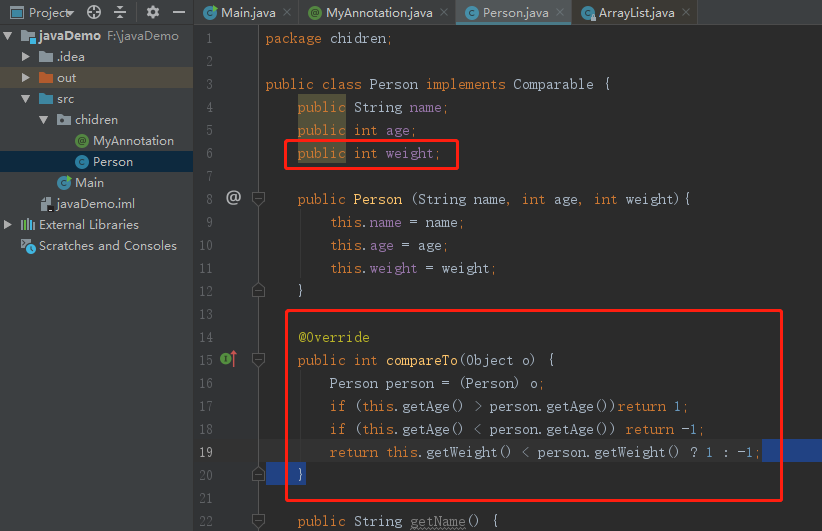 Project
Main.java
MyAnnotation.java
Person.java
ArrayList.java
javaDemo F:\javaDemo
.idea
out
src
chidren
MyAnnotation
Person
Main
javaDemo.iml
External Libraries
Scratches and Consoles
1 package chidren;
2
3 public class Person implements Comparable {
4 public String name;
5 public int age;
6 public int weight;
7
8 @ public Person (String name, int age, int weight){
9 this.name = name;
10 this.age = age;
11 this.weight = weight;
12 }
13
14 @Override
15 public int compareTo(Object o) {
16 Person person = (Person) o;
17 if (this.getAge() > person.getAge())return 1;
18 if (this.getAge() < person.getAge()) return -1;
19 return this.getWeight() < person.getWeight() ? 1 : -1;
20 }
21
22 public String getName() {